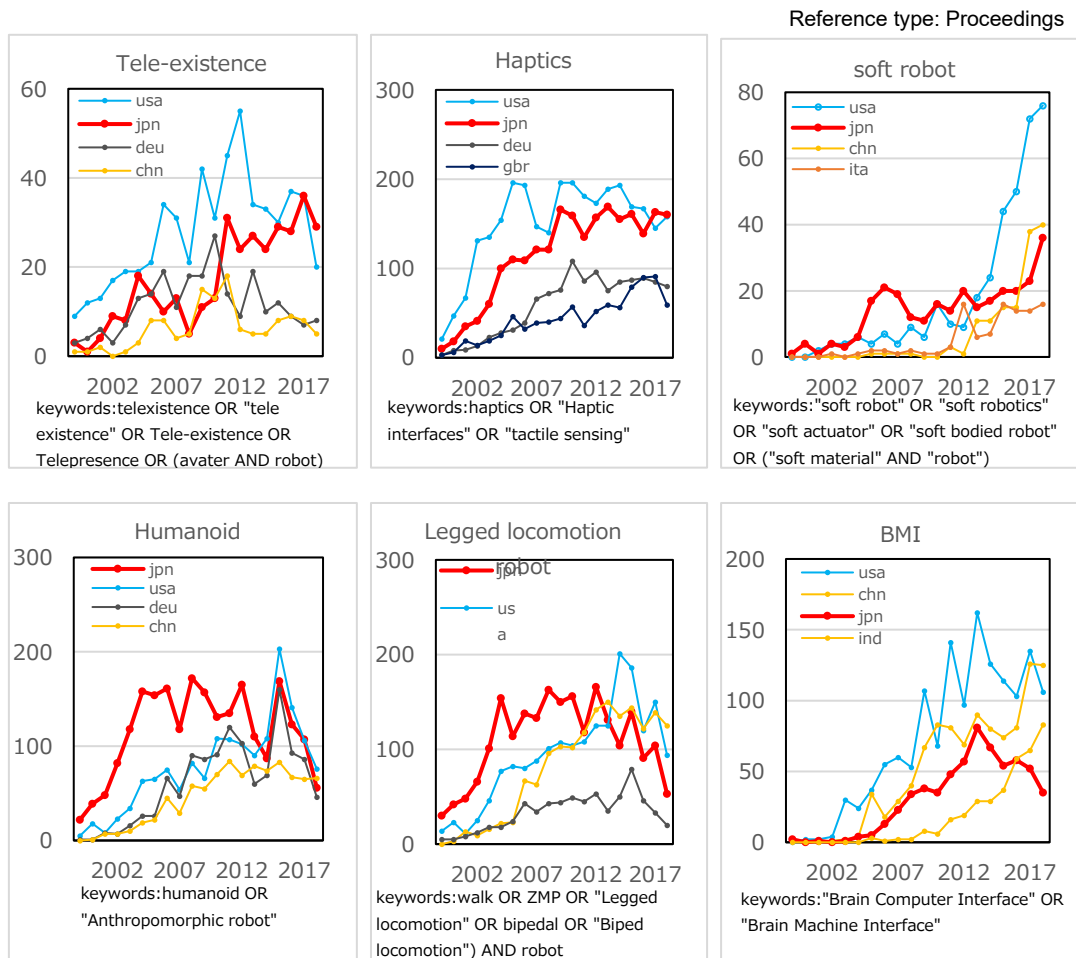 Reference type: Proceedings
Tele-existence
60
40
20
0
usa
jpn
deu
chn
2002 2007 2012 2017
keywords:telexistence OR "tele
existence" OR Tele-existence OR
Telepresence OR (avater AND robot)
Haptics
300
200
100
0
usa
jpn
deu
gbr
2002 2007 2012 2017
keywords:haptics OR "Haptic
interfaces" OR "tactile sensing"
soft robot
80
60
40
20
0
usa
jpn
chn
ita
2002 2007 2012 2017
keywords:"soft robot" OR "soft robotics"
OR "soft actuator" OR "soft bodied robot"
OR ("soft material" AND "robot")
Humanoid
300
200
100
0
jpn
usa
deu
chn
2002 2007 2012 2017
keywords:humanoid OR
"Anthropomorphic robot"
Legged locomotion
robot
300
200
100
0
jpn
us
a
2002 2007 2012 2017
keywords:walk OR ZMP OR "Legged
locomotion" OR bipedal OR "Biped
locomotion") AND robot
BMI
200
150
100
50
0
usa
chn
jpn
ind
2002 2007 2012 2017
keywords:"Brain Computer Interface" OR
"Brain Machine Interface"